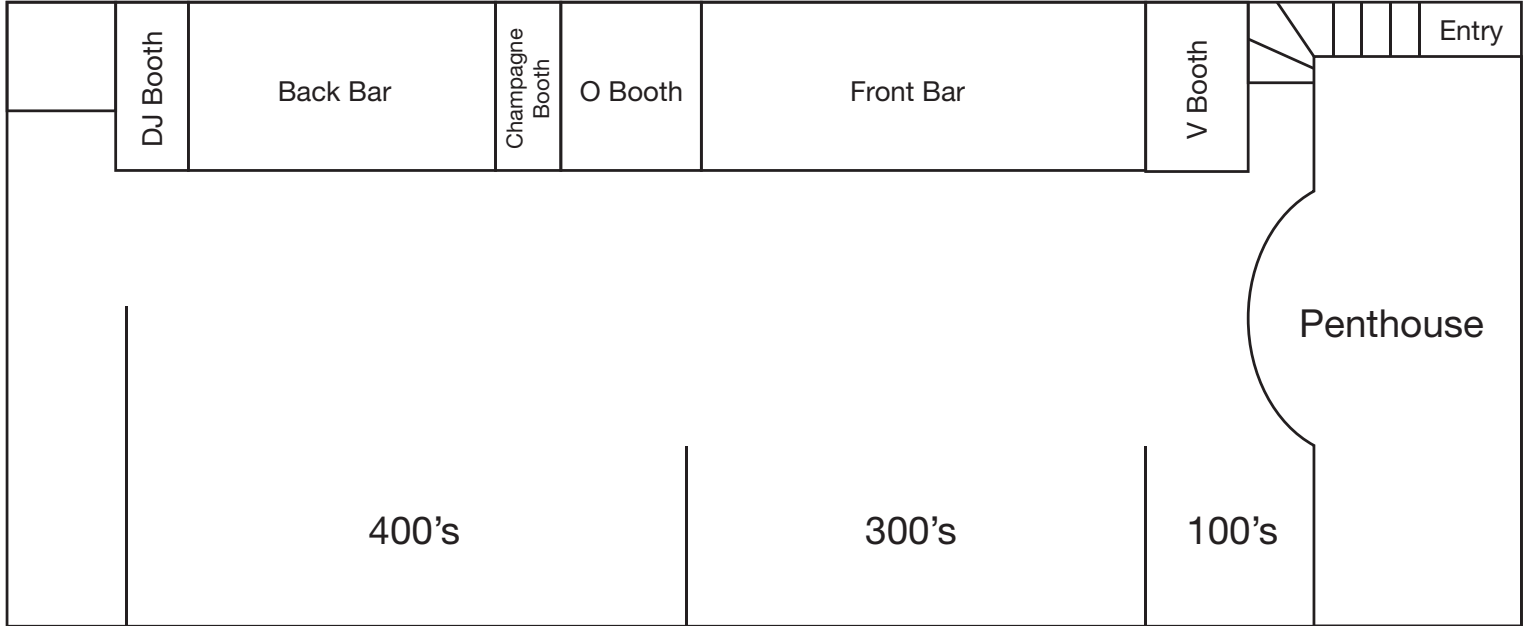 DJ Booth
Back Bar
Champagne
Booth
O Booth
Front Bar
V Booth
Entry
Penthouse
400’s
300’s
100’s